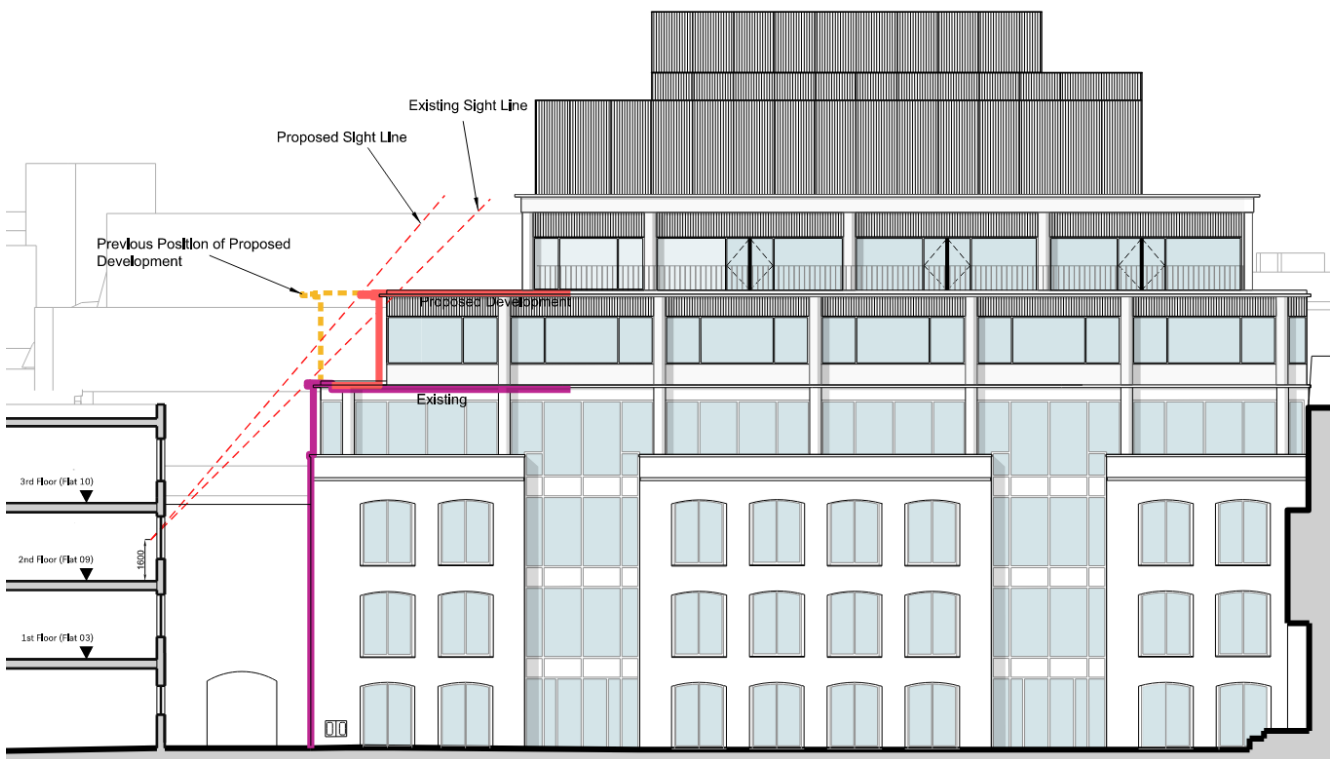 Existing Sight Line
Proposed Sight Line
Previous Position of Proposed
Development
Proposed Development
Existing
3rd Floor (Flat 10)
2nd Floor (Flat 09)
1600
1st Floor (Flat 03)